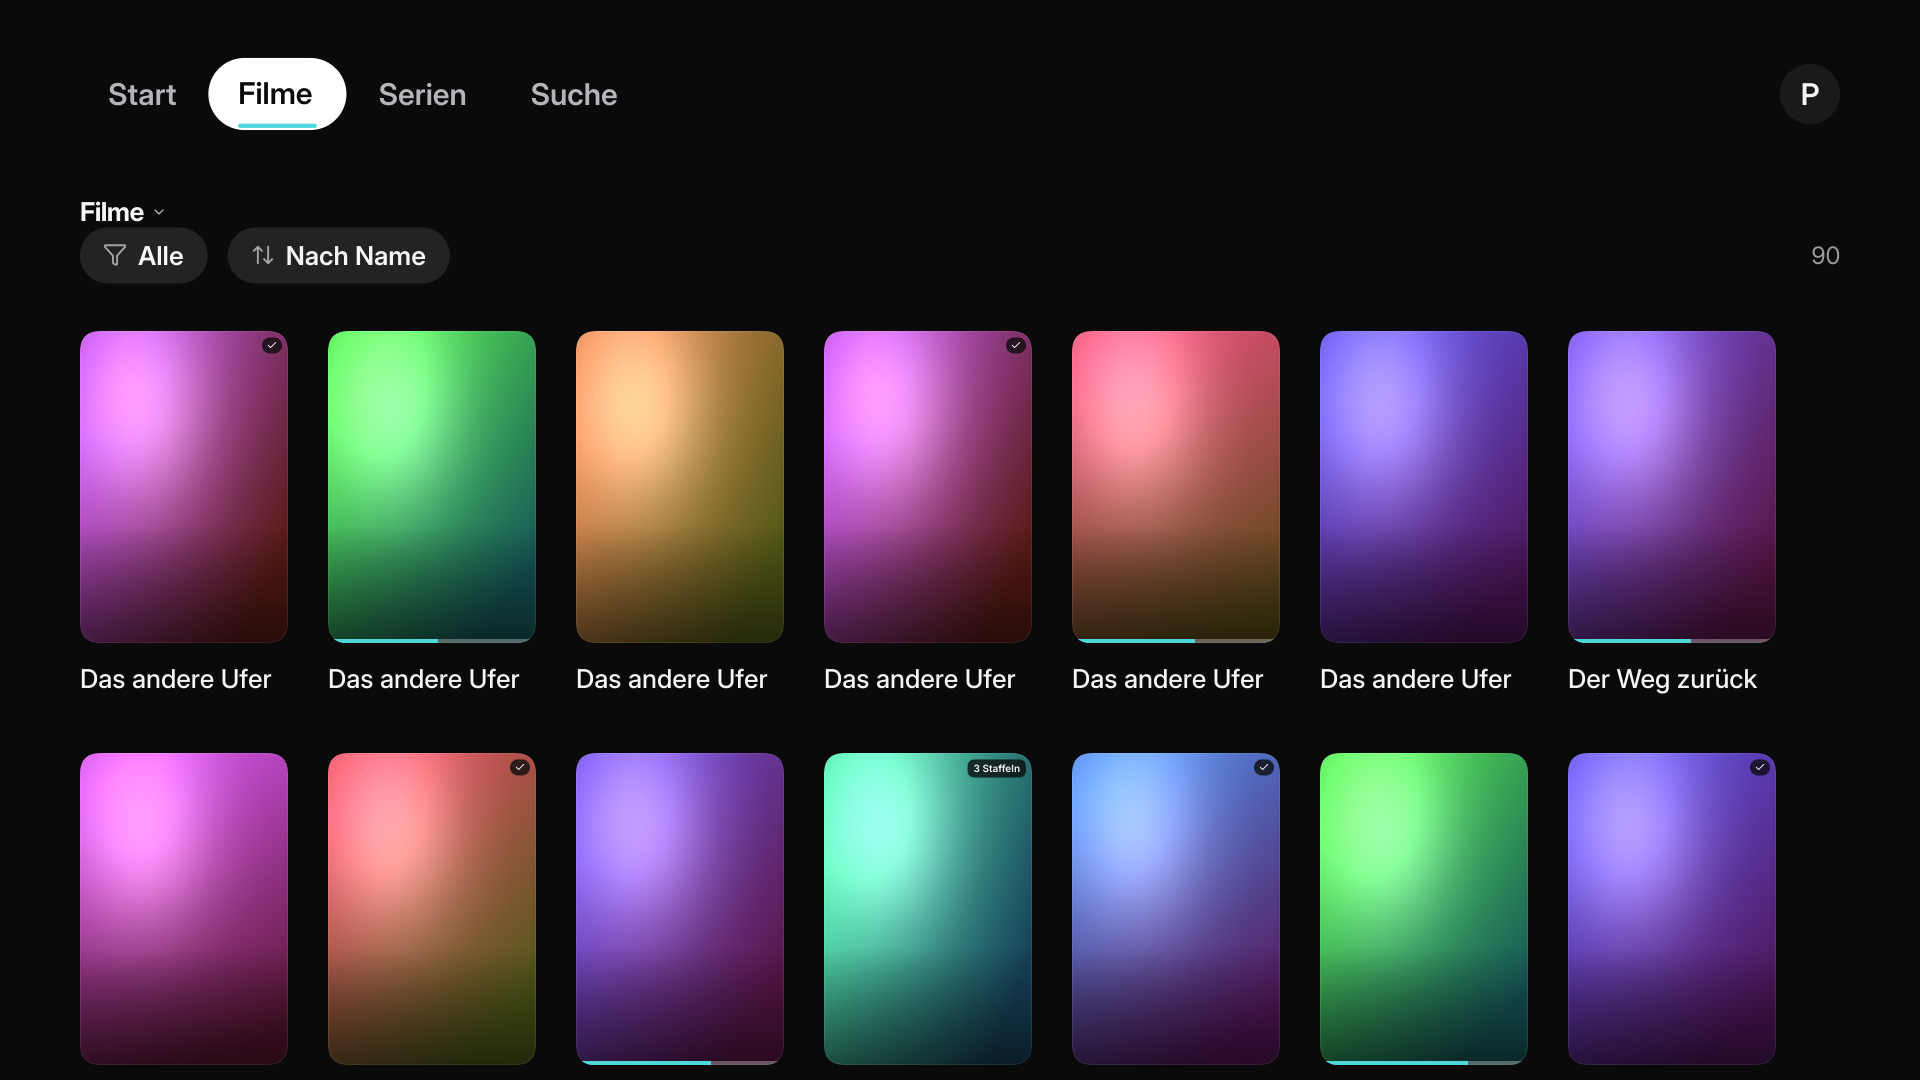 Start
Filme
Serien
Suche
P
Filme
Alle
Nach Name
90
Das andere Ufer
Das andere Ufer
Das andere Ufer
Das andere Ufer
Das andere Ufer
Das andere Ufer
Der Weg zurück
3 Staffeln